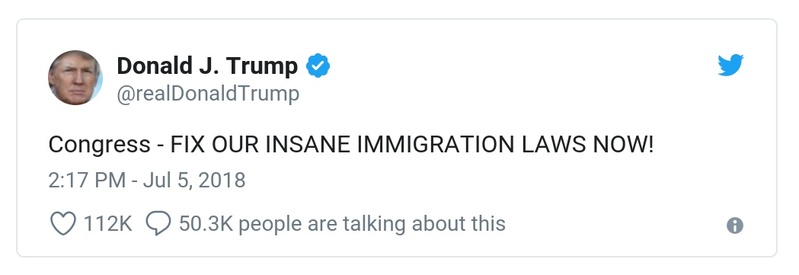 Donald J. Trump
@realDonaldTrump
Congress - FIX OUR INSANE IMMIGRATION LAWS NOW!
2:17 PM - Jul 5, 2018
112K 50.3K people are talking about this